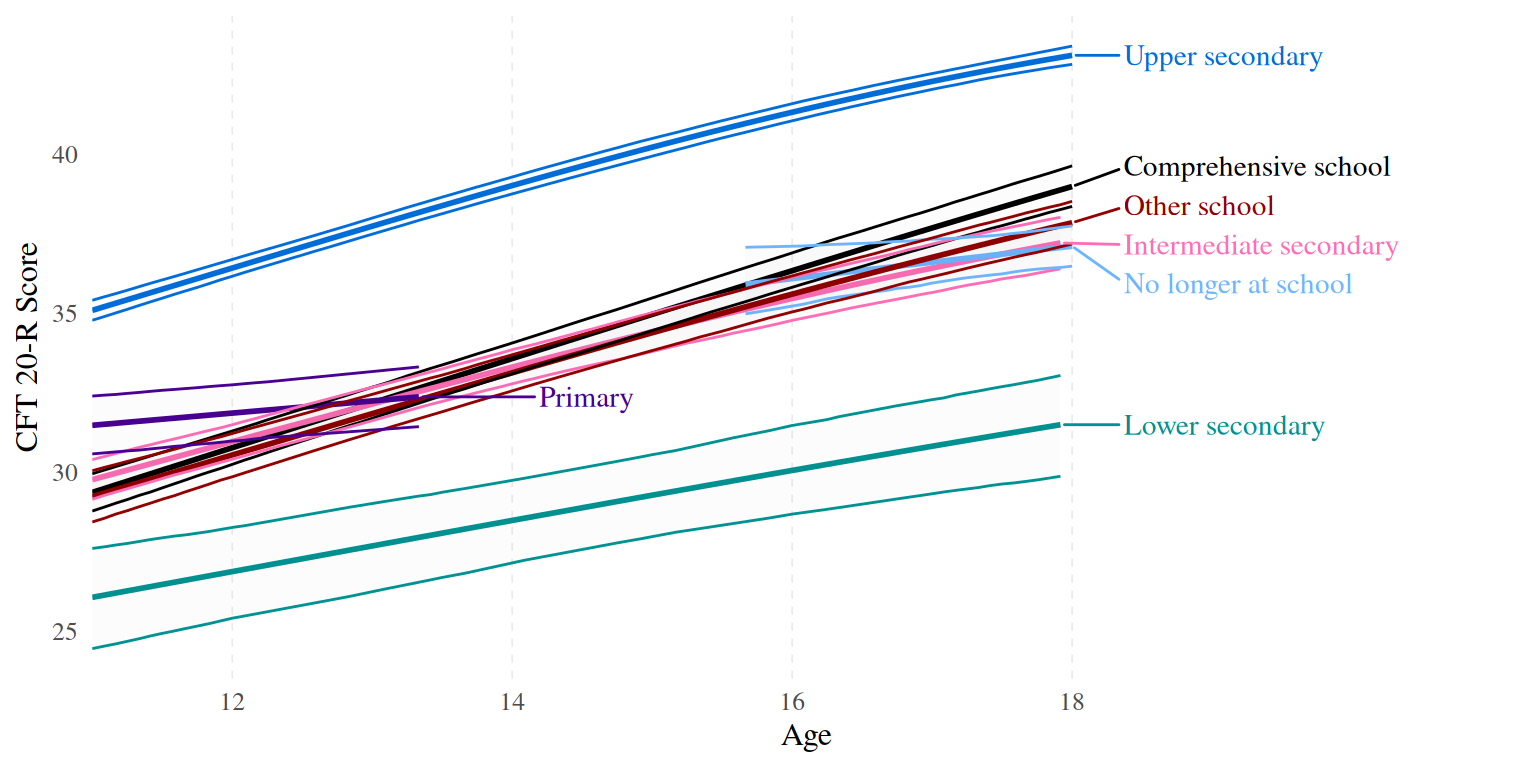 Upper secondary
40
Comprehensive school
Other school
Intermediate secondary
No longer at school
35
CFT 20-R Score
Primary
Lower secondary
30
25
12
14
16
18
Age